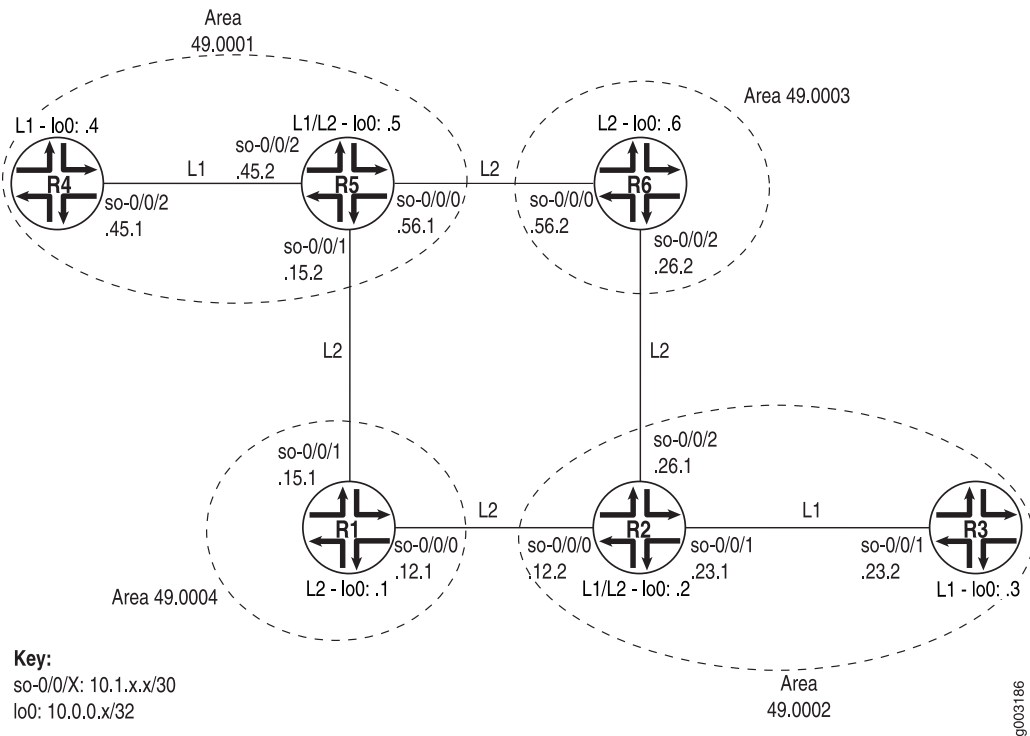 Area
49.0001
Area 49.0003
L1 - lo0: .4
L1/L2 - lo0: .5
L2 - lo0: .6
so-0/0/2
.45.2
L1
L2
R4
R5
R6
so-0/0/2
.45.1
so-0/0/0
.56.1
so-0/0/0
.56.2
so-0/0/1
.15.2
so-0/0/2
.26.2
L2
L2
so-0/0/1
.15.1
so-0/0/2
.26.1
L2
L1
R1
R2
R3
so-0/0/0
.12.1
so-0/0/0
.12.2
so-0/0/1
.23.1
so-0/0/1
.23.2
L2 - lo0: .1
L1/L2 - lo0: .2
L1 - lo0: .3
Area 49.0004
Key:
so-0/0/X: 10.1.x.x/30
lo0: 10.0.0.x/32
Area
49.0002
g003186